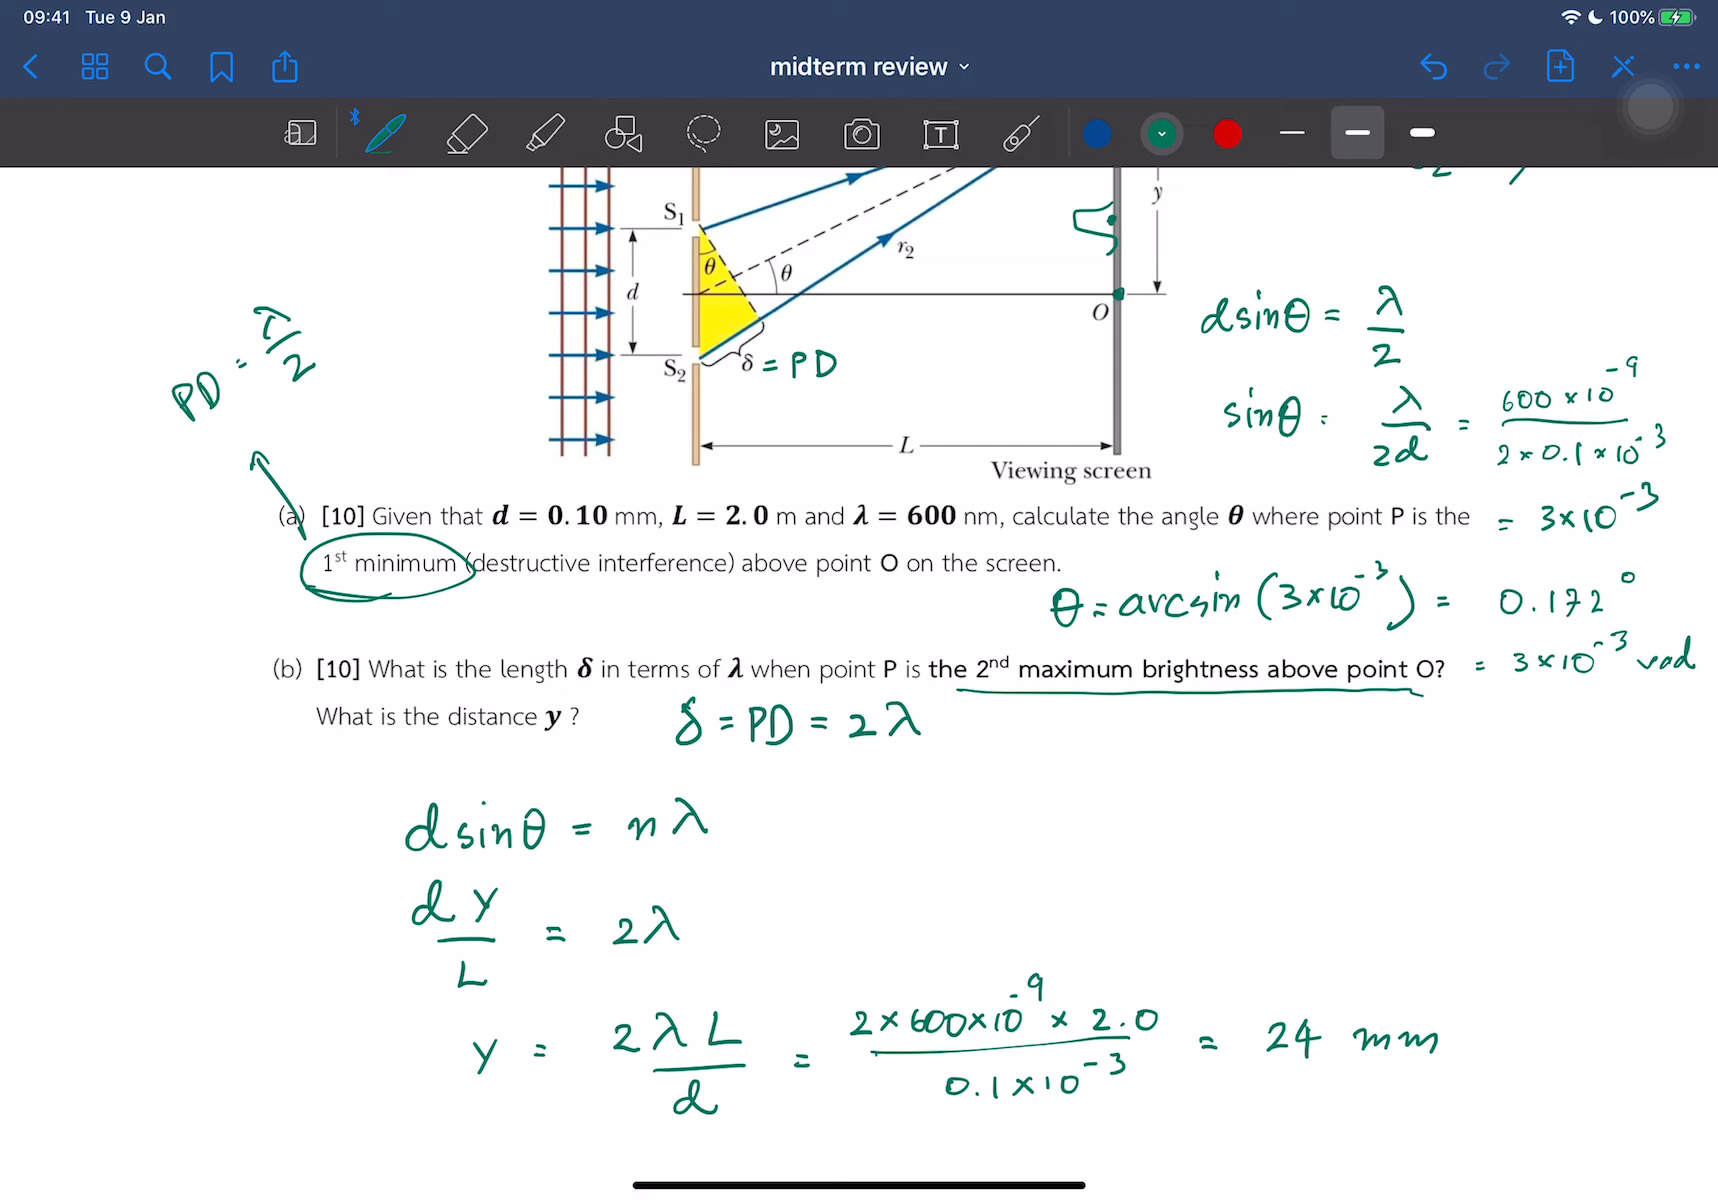 09:41 Tue 9 Jan
100%
midterm review
T
S₁
θ
θ
r₂
y
d
O
S₂
δ = PD
L
Viewing screen
PD = λ/2
d sinθ = λ/2
sinθ = λ/2d = 600 × 10⁻⁹ / 2 × 0.1 × 10⁻³
= 3×10⁻³
(a) [10] Given that d = 0.10 mm, L = 2.0 m and λ = 600 nm, calculate the angle θ where point P is the
1st minimum (destructive interference) above point O on the screen.
θ = arcsin (3×10⁻³) = 0.172°
= 3×10⁻³ rad
(b) [10] What is the length δ in terms of λ when point P is the 2nd maximum brightness above point O?
What is the distance y ?
δ = PD = 2λ
d sinθ = nλ
dy/L = 2λ
y = 2λL/d = 2×600×10⁻⁹ × 2.0 / 0.1×10⁻³ = 24 mm